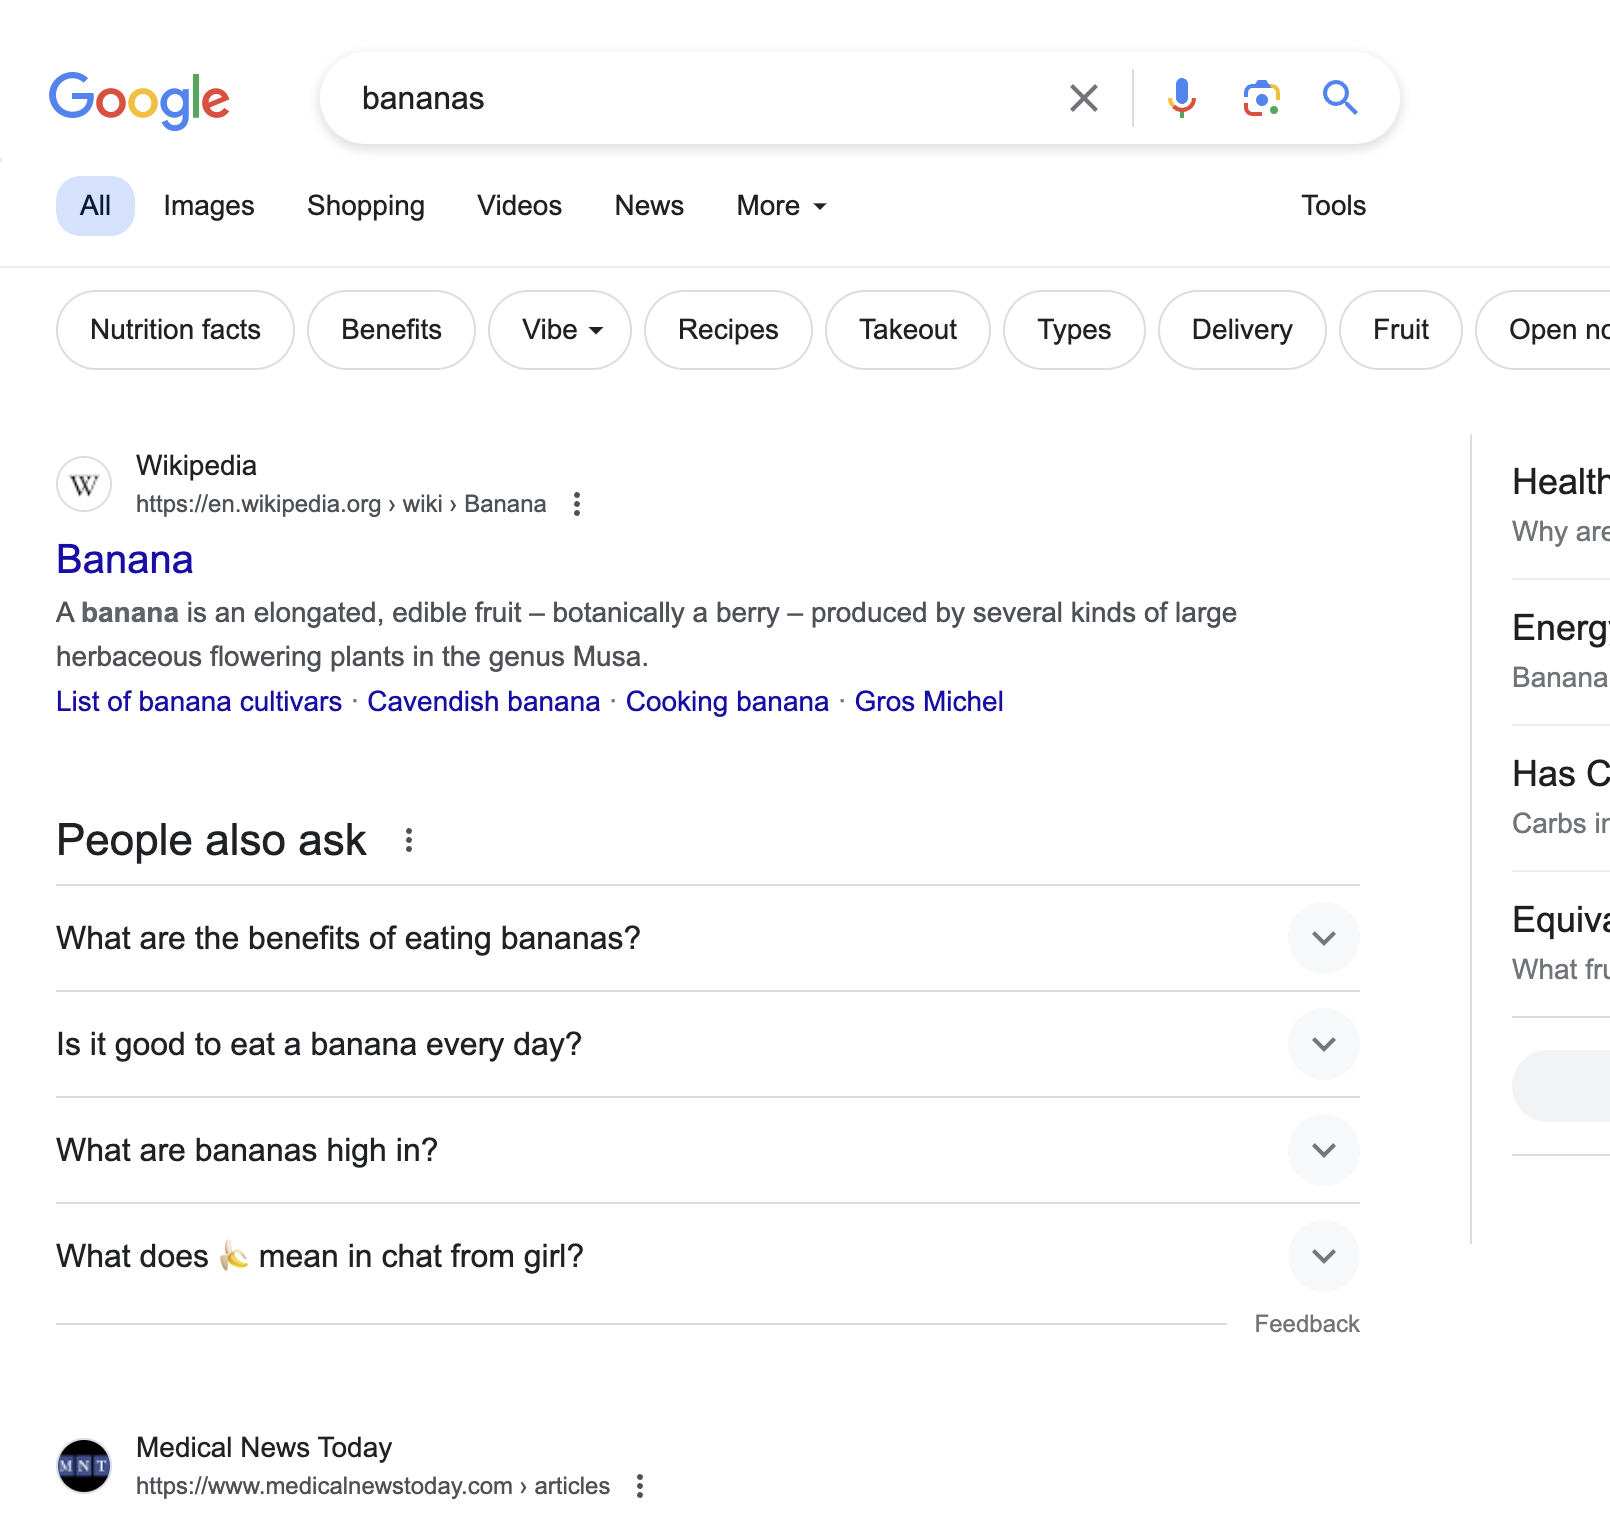 Google
bananas
All Images Shopping Videos News More Tools
Nutrition facts Benefits Vibe Recipes Takeout Types Delivery Fruit Open
W
Wikipedia
https://en.wikipedia.org › wiki › Banana
Banana
A banana is an elongated, edible fruit – botanically a berry – produced by several kinds of large
herbaceous flowering plants in the genus Musa.
List of banana cultivars · Cavendish banana · Cooking banana · Gros Michel
People also ask
What are the benefits of eating bananas?
Is it good to eat a banana every day?
What are bananas high in?
What does 🍌 mean in chat from girl?
Feedback
MNT
Medical News Today
https://www.medicalnewstoday.com › articles
Health
Why are
Energy
Banana
Has C
Carbs in
Equiva
What fru